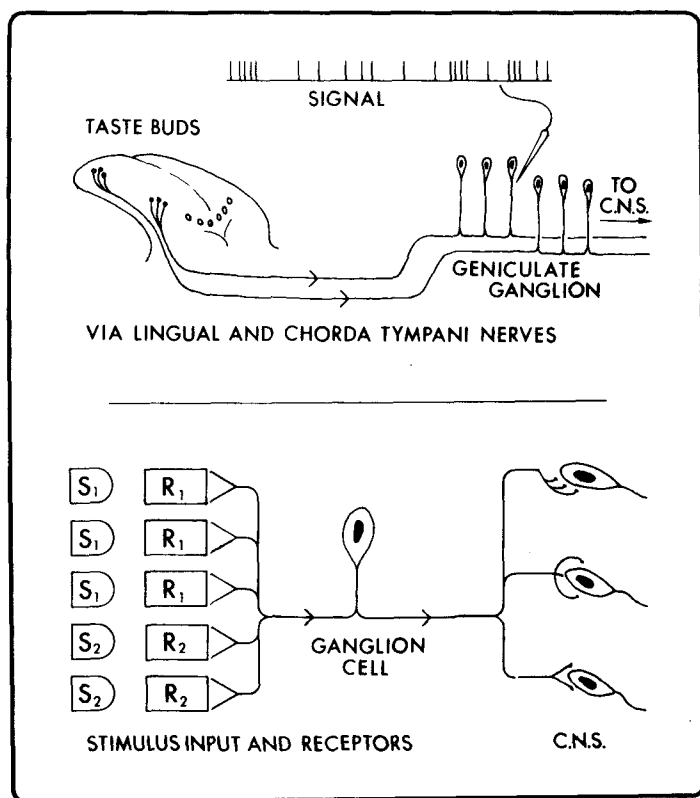 SIGNAL
TASTE BUDS
TO
C.N.S.
GENICULATE
GANGLION
VIA LINGUAL AND CHORDA TYMPANI NERVES
S₁ R₁
S₁ R₁
S₁ R₁
S₂ R₂
S₂ R₂
GANGLION
CELL
STIMULUS INPUT AND RECEPTORS C.N.S.